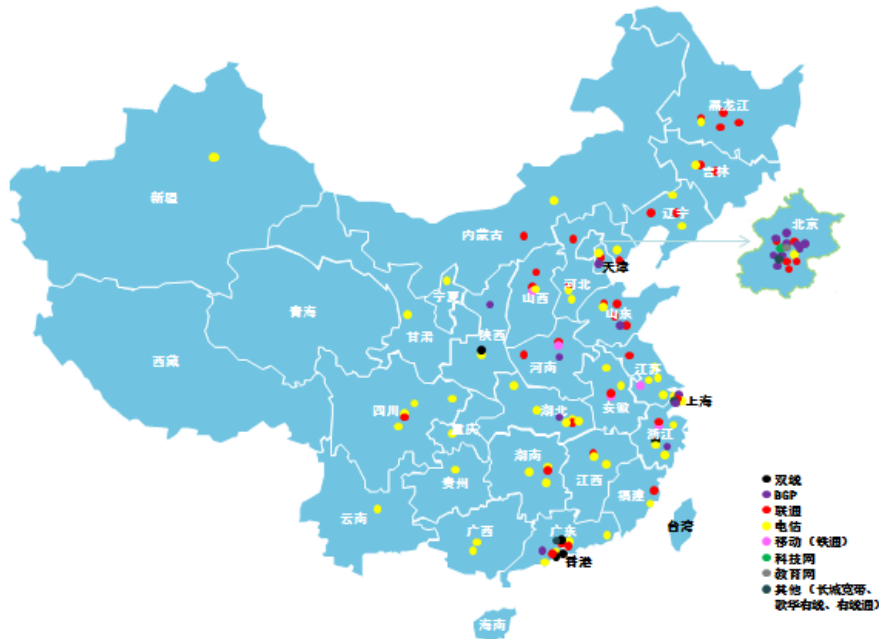 黑龙江
吉林
辽宁
北京
新疆
内蒙古
天津
河北
宁夏
山西
山东
青海
甘肃
陕西
西藏
河南
江苏
四川
湖北
安徽
上海
重庆
浙江
湖南
江西
贵州
福建
云南
广西
广东
台湾
香港
海南
双线
BGP
联通
电信
移动（铁通）
科技网
教育网
其他（长城宽带、
歌华有线、有线通）